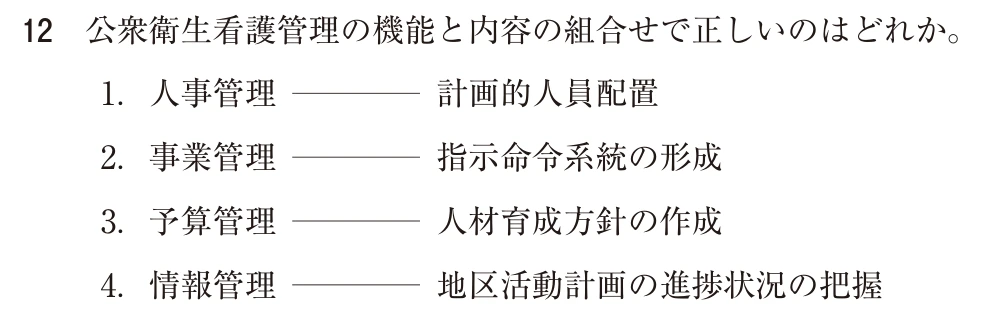 12 公衆衛生看護管理の機能と内容の組合せで正しいのはどれか。
1. 人事管理 ――― 計画的人員配置
2. 事業管理 ――― 指示命令系統の形成
3. 予算管理 ――― 人材育成方針の作成
4. 情報管理 ――― 地区活動計画の進捗状況の把握